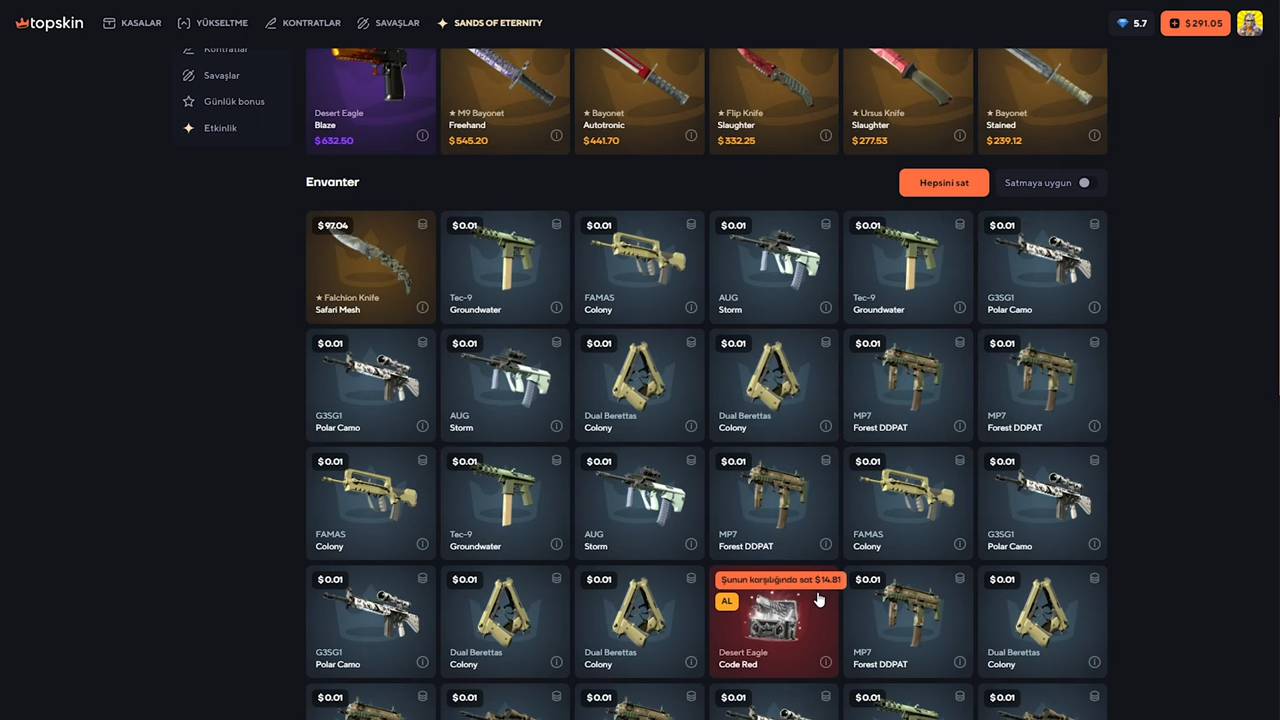 topskin
KASALAR
YÜKSELTME
KONTRATLAR
SAVAŞLAR
SANDS OF ETERNITY
5.7
$ 291.05
Kontratlar
Savaşlar
Günlük bonus
Etkinlik
Desert Eagle
Blaze
$632.50
★ M9 Bayonet
Freehand
$545.20
★ Bayonet
Autotronic
$441.70
★ Flip Knife
Slaughter
$332.25
★ Ursus Knife
Slaughter
$277.53
★ Bayonet
Stained
$239.12
Envanter
Hepsini sat
Satmaya uygun
$97.04
★ Falchion Knife
Safari Mesh
$0.01
Tec-9
Groundwater
$0.01
FAMAS
Colony
$0.01
AUG
Storm
$0.01
Tec-9
Groundwater
$0.01
G3SG1
Polar Camo
$0.01
G3SG1
Polar Camo
$0.01
AUG
Storm
$0.01
Dual Berettas
Colony
$0.01
Dual Berettas
Colony
$0.01
MP7
Forest DDPAT
$0.01
MP7
Forest DDPAT
$0.01
FAMAS
Colony
$0.01
Tec-9
Groundwater
$0.01
AUG
Storm
$0.01
MP7
Forest DDPAT
$0.01
FAMAS
Colony
$0.01
G3SG1
Polar Camo
$0.01
G3SG1
Polar Camo
$0.01
Dual Berettas
Colony
$0.01
Dual Berettas
Colony
Şunun karşılığında sat $14.81
AL
Desert Eagle
Code Red
$0.01
MP7
Forest DDPAT
$0.01
Dual Berettas
Colony
$0.01
$0.01
$0.01
$0.01
$0.01
$0.01